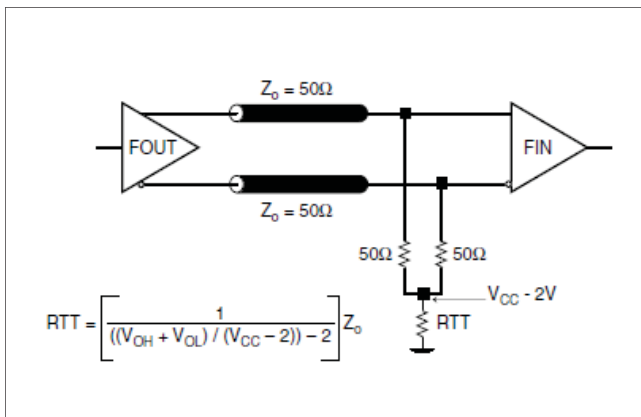 Zo = 50Ω
FOUT
FIN
Zo = 50Ω
50Ω
50Ω
VCC - 2V
RTT
RTT = [ 1 / ((VOH + VOL) / (VCC – 2)) – 2 ] Zo